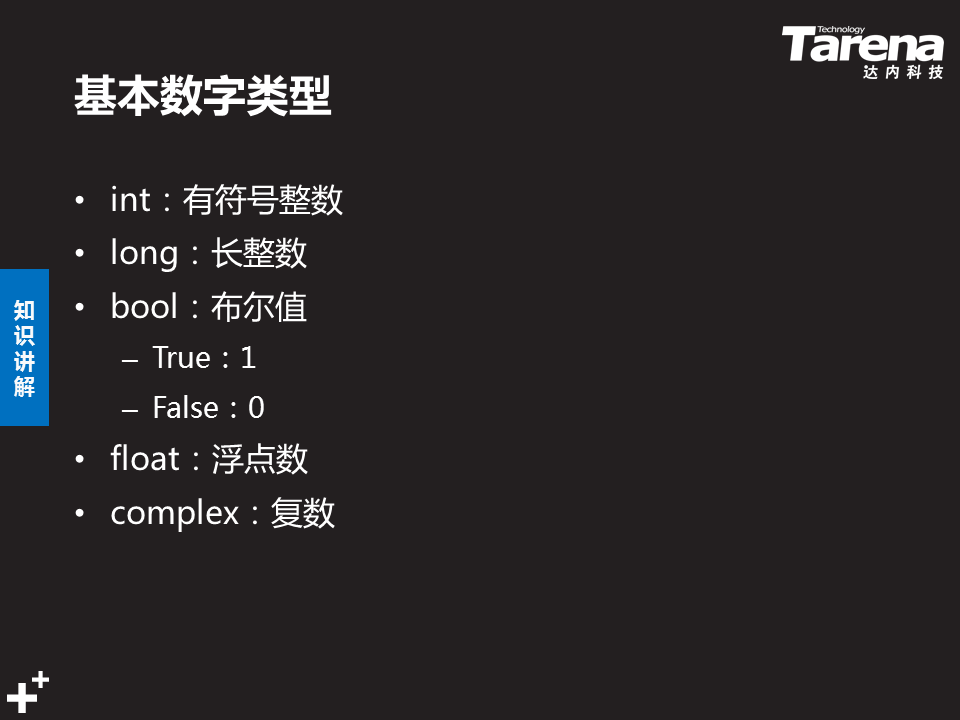 Technology
Tarena
达内科技
基本数字类型
• int：有符号整数
• long：长整数
• bool：布尔值
– True：1
– False：0
• float：浮点数
• complex：复数
知识讲解